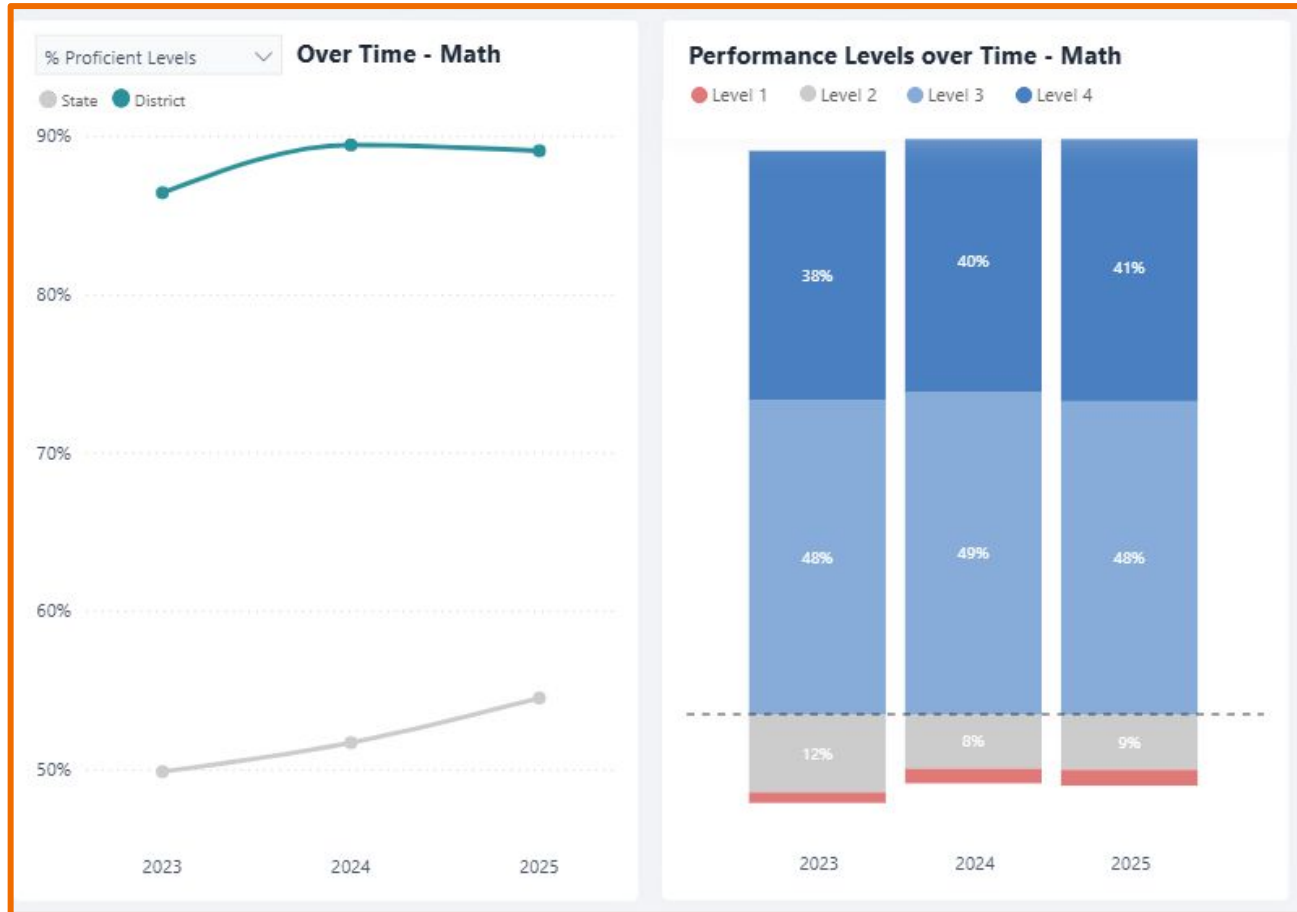 % Proficient Levels
Over Time - Math
State District
90%
80%
70%
60%
50%
2023 2024 2025
Performance Levels over Time - Math
Level 1 Level 2 Level 3 Level 4
38% 40% 41%
48% 49% 48%
12% 8% 9%
2023 2024 2025